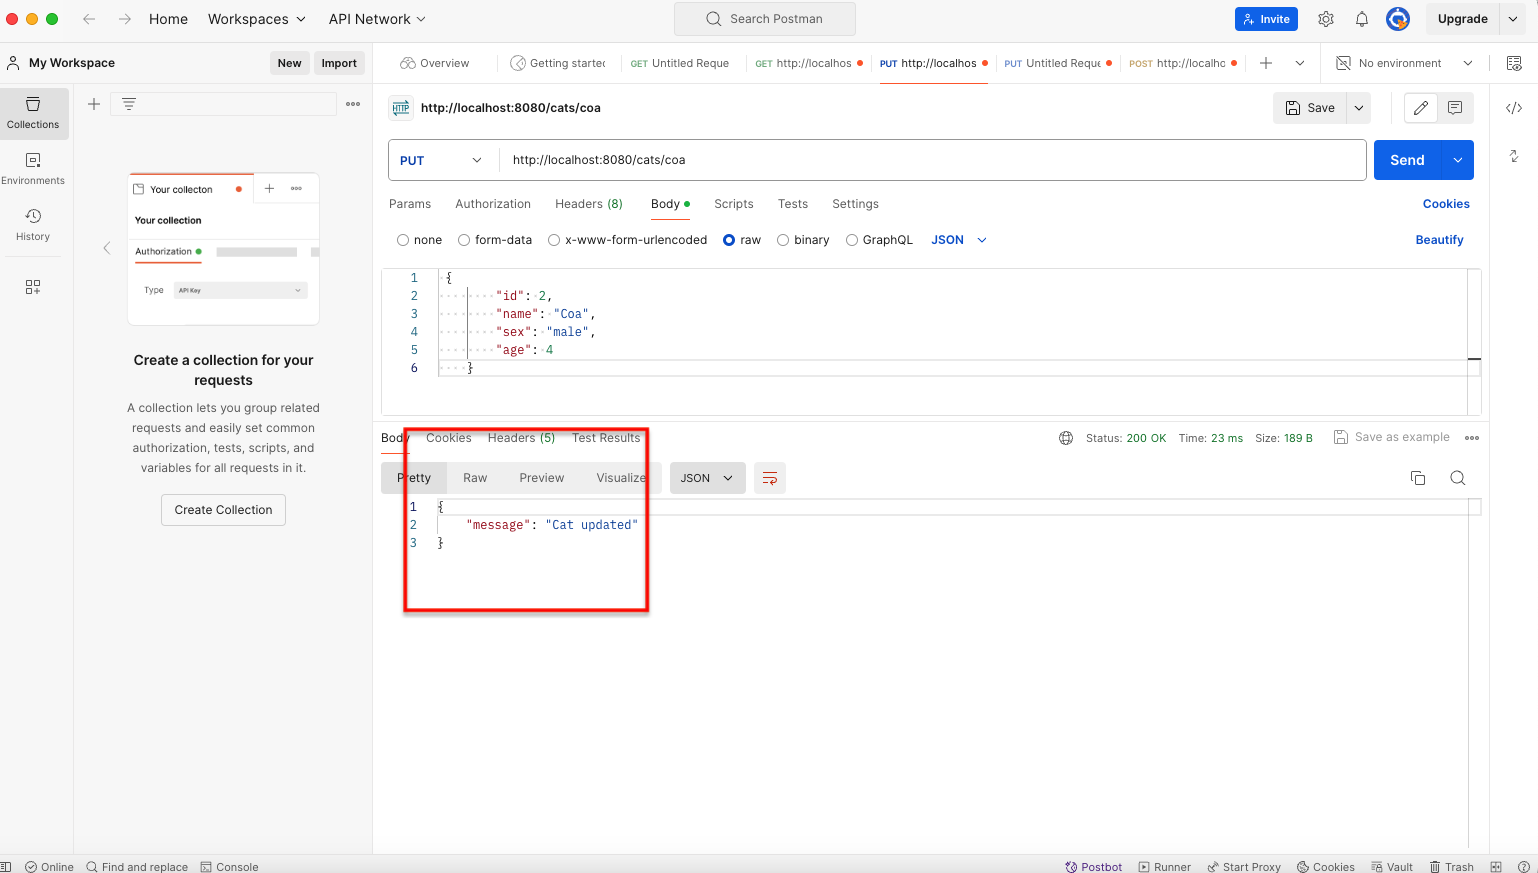 Home Workspaces API Network Search Postman Invite Upgrade
My Workspace New Import Overview Getting started GET Untitled Reque GET http://localhos PUT http://localhos PUT Untitled Reque POST http://localho No environment
Collections
Environments
History
Your collecton
Your collection
Authorization
Type API Key
Create a collection for your
requests
A collection lets you group related
requests and easily set common
authorization, tests, scripts, and
variables for all requests in it.
Create Collection
HTTP http://localhost:8080/cats/coa Save
PUT http://localhost:8080/cats/coa Send
Params Authorization Headers (8) Body Scripts Tests Settings Cookies
none form-data x-www-form-urlencoded raw binary GraphQL JSON Beautify
1 {
2 "id": 2,
3 "name": "Coa",
4 "sex": "male",
5 "age": 4
6 }
Body Cookies Headers (5) Test Results Status: 200 OK Time: 23 ms Size: 189 B Save as example
Pretty Raw Preview Visualize JSON
1 {
2 "message": "Cat updated"
3 }
Online Find and replace Console Postbot Runner Start Proxy Cookies Vault Trash